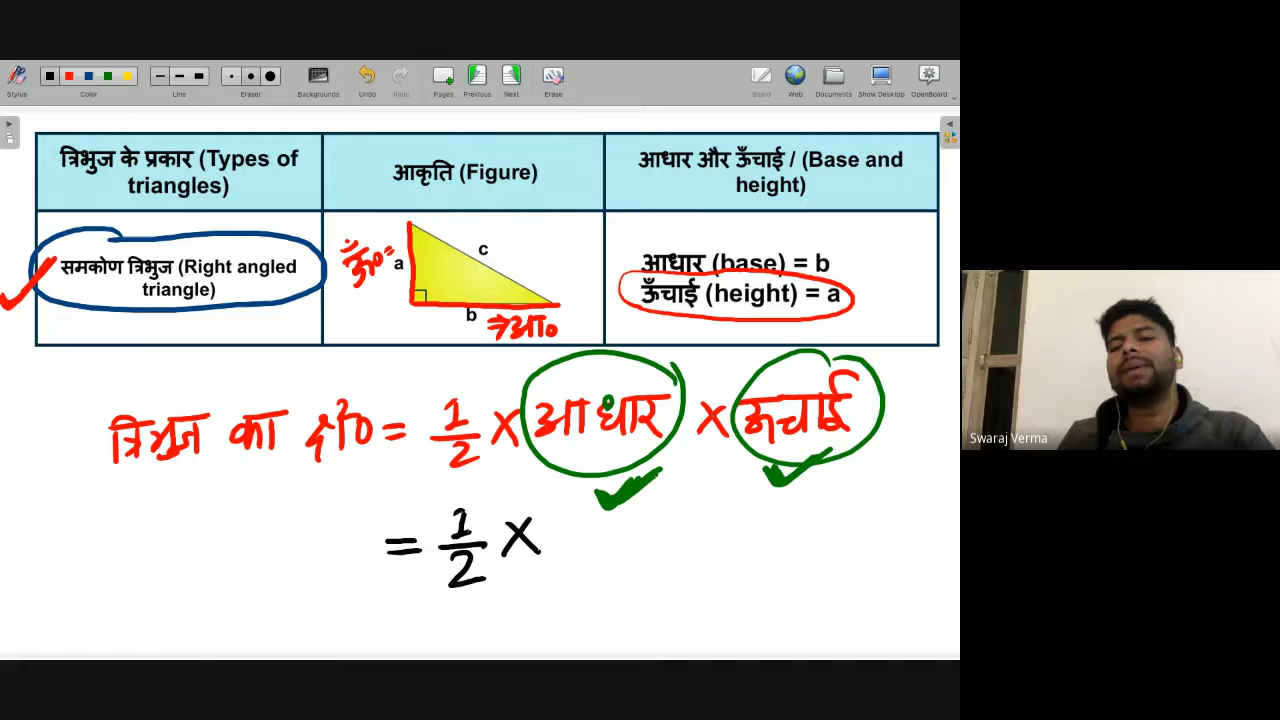 Stylus Color Line Eraser Backgrounds Undo Redo Pages Previous Next Erase Board Web Documents Show Desktop OpenBoard
त्रिभुज के प्रकार (Types of
triangles)
आकृति (Figure)
आधार और ऊँचाई / (Base and
height)
समकोण त्रिभुज (Right angled
triangle)
ऊँ० =
a
c
b
⇒ आ०
आधार (base) = b
ऊँचाई (height) = a
त्रिभुज का क्षे० = 1/2 × आधार × ऊचाई
= 1/2 ×
Swaraj Verma